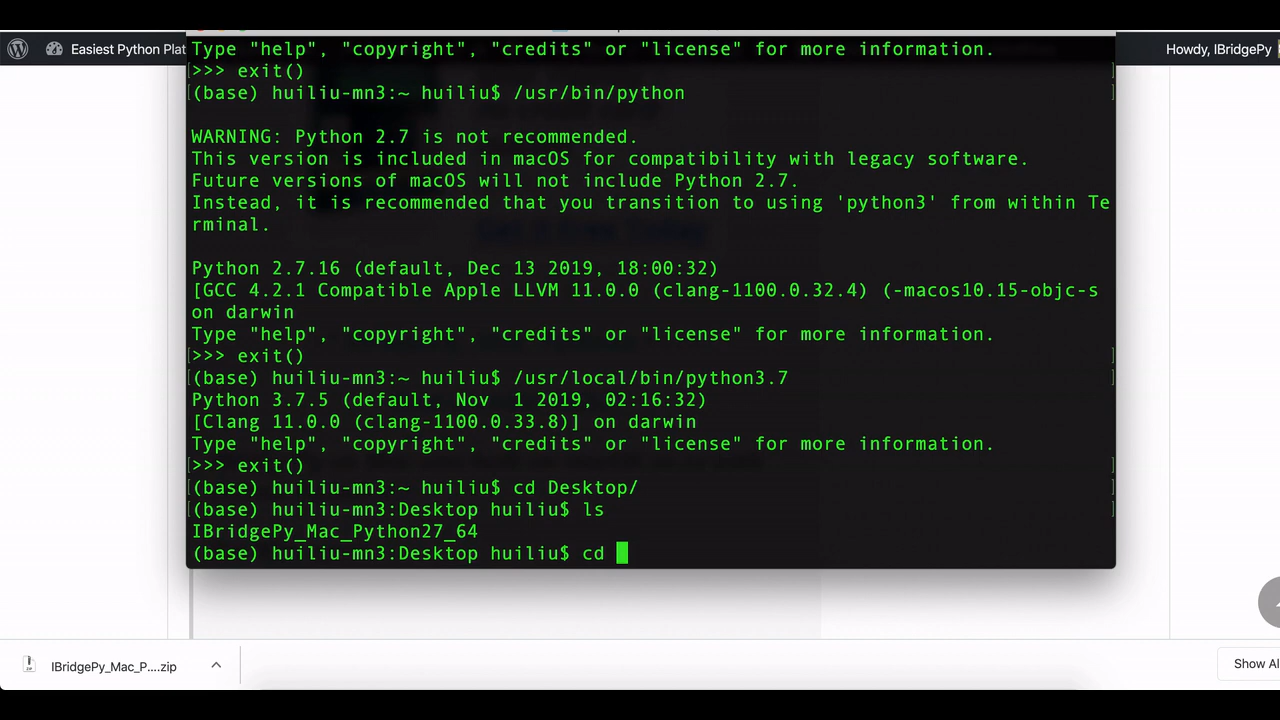 Easiest Python Plat
Howdy, IBridgePy
Type "help", "copyright", "credits" or "license" for more information.
[>>> exit() ]
[(base) huiliu-mn3:~ huiliu$ /usr/bin/python ]
WARNING: Python 2.7 is not recommended.
This version is included in macOS for compatibility with legacy software.
Future versions of macOS will not include Python 2.7.
Instead, it is recommended that you transition to using 'python3' from within Te
rminal.
Python 2.7.16 (default, Dec 13 2019, 18:00:32)
[GCC 4.2.1 Compatible Apple LLVM 11.0.0 (clang-1100.0.32.4) (-macos10.15-objc-s
on darwin
Type "help", "copyright", "credits" or "license" for more information.
[>>> exit() ]
[(base) huiliu-mn3:~ huiliu$ /usr/local/bin/python3.7 ]
Python 3.7.5 (default, Nov  1 2019, 02:16:32)
[Clang 11.0.0 (clang-1100.0.33.8)] on darwin
Type "help", "copyright", "credits" or "license" for more information.
[>>> exit() ]
[(base) huiliu-mn3:~ huiliu$ cd Desktop/ ]
[(base) huiliu-mn3:Desktop huiliu$ ls ]
IBridgePy_Mac_Python27_64
(base) huiliu-mn3:Desktop huiliu$ cd
IBridgePy_Mac_P....zip
Show Al